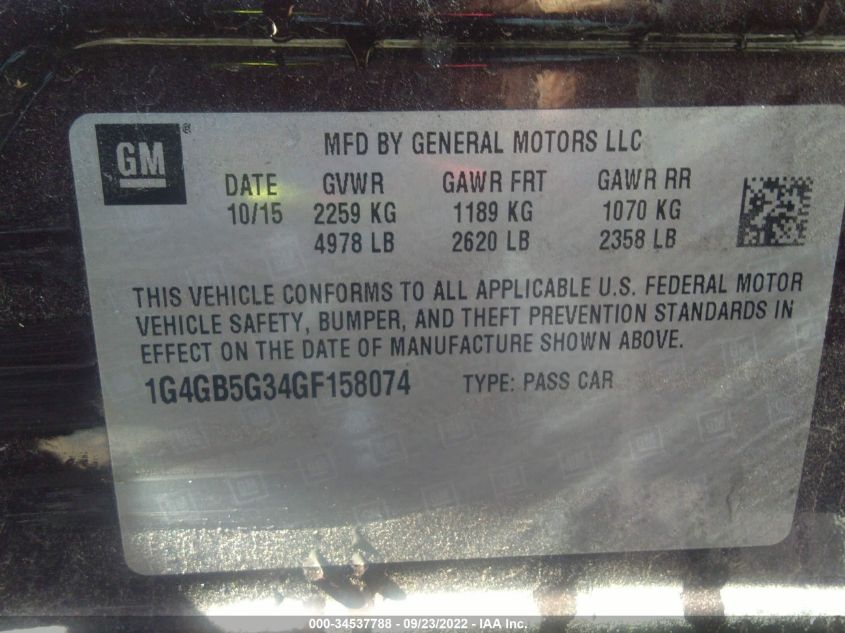 GM ®
MFD BY GENERAL MOTORS LLC
DATE GVWR GAWR FRT GAWR RR
10/15 2259 KG 1189 KG 1070 KG
4978 LB 2620 LB 2358 LB
THIS VEHICLE CONFORMS TO ALL APPLICABLE U.S. FEDERAL MOTOR
VEHICLE SAFETY, BUMPER, AND THEFT PREVENTION STANDARDS IN
EFFECT ON THE DATE OF MANUFACTURE SHOWN ABOVE.
1G4GB5G34GF158074 TYPE: PASS CAR
000-34537788 - 09/23/2022 - IAA Inc.